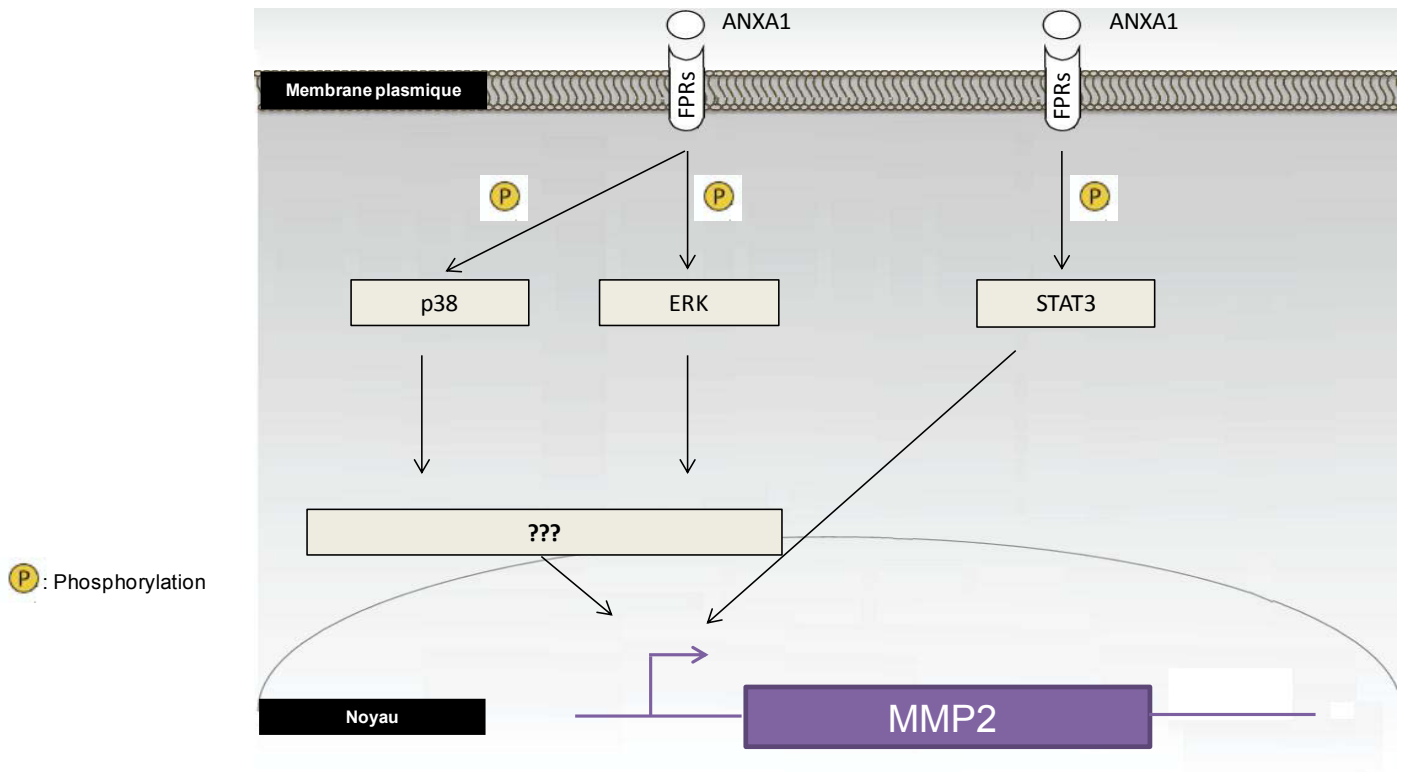 ANXA1
ANXA1
Membrane plasmique
FPRs
FPRs
P
P
P
p38
ERK
STAT3
???
P : Phosphorylation
Noyau
MMP2